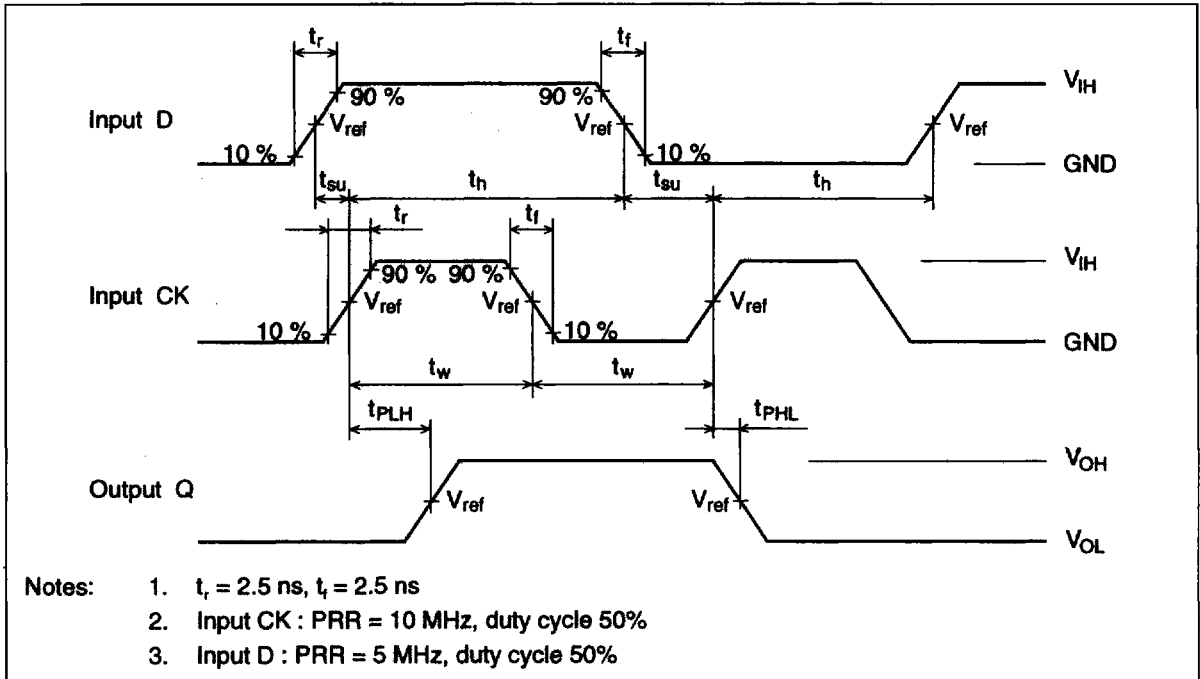 tr tf
VIH
90 % 90 %
Input D Vref Vref Vref
10 % 10 % GND
tsu th tsu th
tr tf
VIH
90 % 90 %
Input CK Vref Vref Vref
10 % 10 % GND
tw tw
tPLH tPHL
VOH
Output Q Vref Vref
VOL
Notes: 1. tr = 2.5 ns, tf = 2.5 ns
2. Input CK : PRR = 10 MHz, duty cycle 50%
3. Input D : PRR = 5 MHz, duty cycle 50%